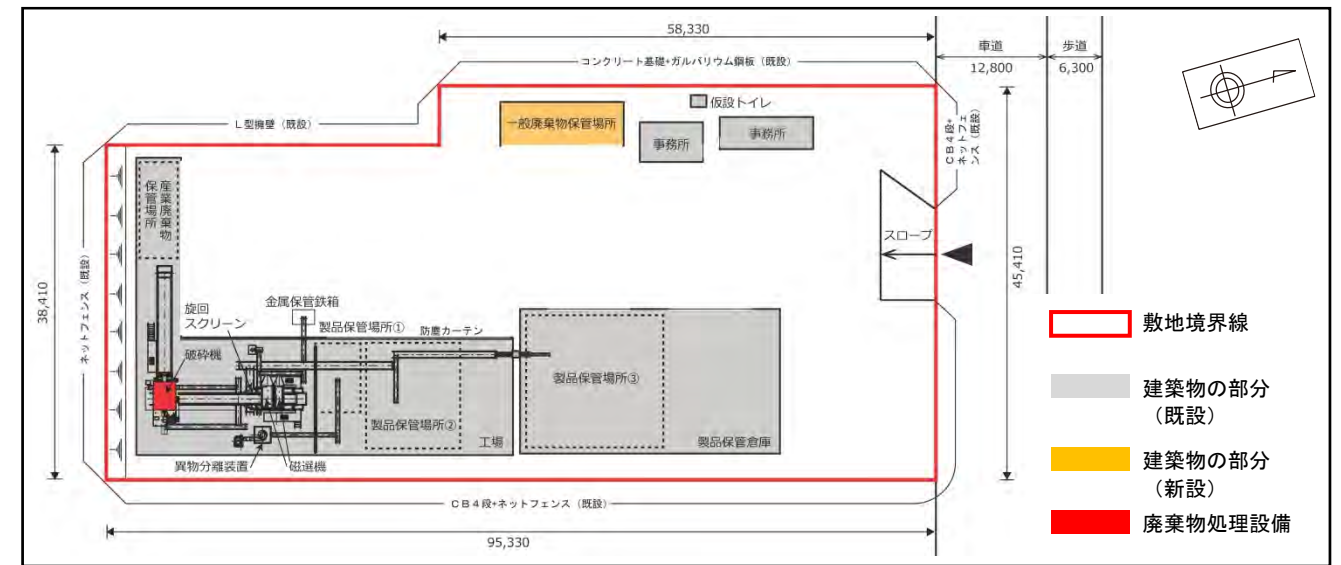 58,330
車道
歩道
12,800
6,300
コンクリート基礎+ガルバリウム鋼板（既設）
仮設トイレ
一般廃棄物保管場所
事務所
事務所
L型擁壁（既設）
CB4段+
ネットフェ
ンス（既設）
産業廃棄物
保管場所
スロープ
45,410
38,410
ネットフェンス（既設）
旋回
スクリーン
金属保管鉄箱
製品保管場所①
防塵カーテン
破砕機
製品保管場所②
製品保管場所③
工場
製品保管倉庫
異物分離装置
磁選機
CB4段+ネットフェンス（既設）
95,330
敷地境界線
建築物の部分
（既設）
建築物の部分
（新設）
廃棄物処理設備